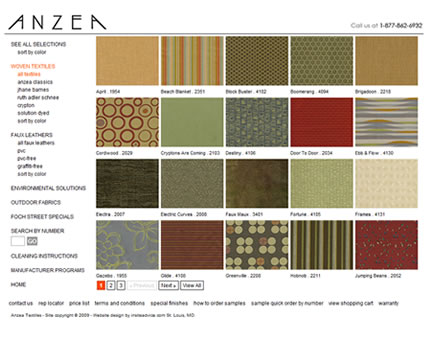 ANZEA
Call us at 1-877-862-6932
SEE ALL SELECTIONS
sort by color
WOVEN TEXTILES
all textiles
anzea classics
jhane barnes
ruth adler schnee
crypton
solution dyed
sort by color
FAUX LEATHERS
all faux leathers
pvc
pvc-free
graffiti-free
sort by color
ENVIRONMENTAL SOLUTIONS
OUTDOOR FABRICS
POCH STREET SPECIALS
SEARCH BY NUMBER
GO
CLEANING INSTRUCTIONS
MANUFACTURER PROGRAMS
HOME
April . 1954
Beach Blanket . 2351
Block Buster . 4102
Boomerang . 4094
Brigadoon . 2218
Cordwood . 2029
Cryptons Are Coming . 2103
Destiny . 4106
Door To Door . 2034
Ebb & Flow . 4130
Electra . 2007
Electric Curves . 2088
Faux Maux . 3401
Fortune . 4105
Frames . 4131
Gazebo . 1955
Glide . 4108
Greenville . 2208
Hobnob . 2211
Jumping Beans . 2052
1 2 3 « Previous Next » View All
contact us rep locator price list terms and conditions special finishes how to order samples sample quick order by number view shopping cart warranty
Anzea Textiles - Site copyright © 2009 - Website design by visiteadvise.com St. Louis, MO.